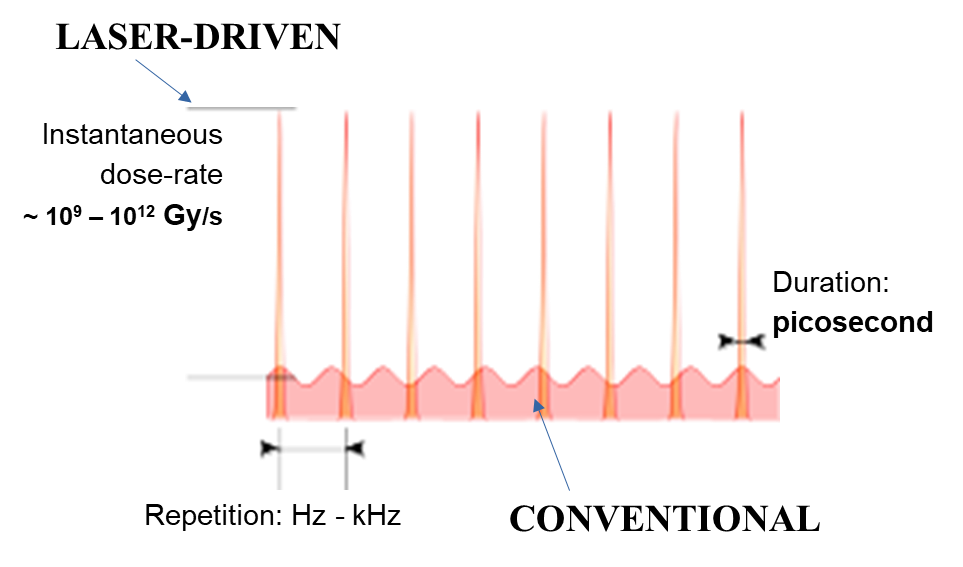 LASER-DRIVEN
Instantaneous
dose-rate
~ 10⁹ – 10¹² Gy/s
Duration:
picosecond
Repetition: Hz - kHz
CONVENTIONAL